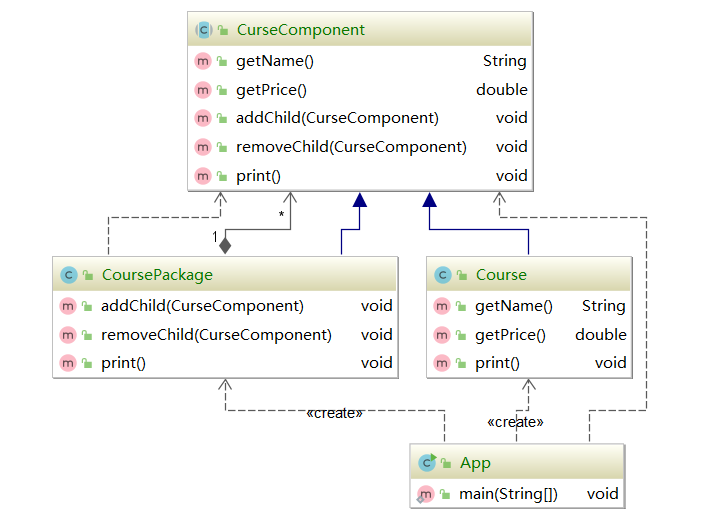 CurseComponent
getName() String
getPrice() double
addChild(CurseComponent) void
removeChild(CurseComponent) void
print() void
*
1
CoursePackage
addChild(CurseComponent) void
removeChild(CurseComponent) void
print() void
Course
getName() String
getPrice() double
print() void
«create»
«create»
App
main(String[]) void